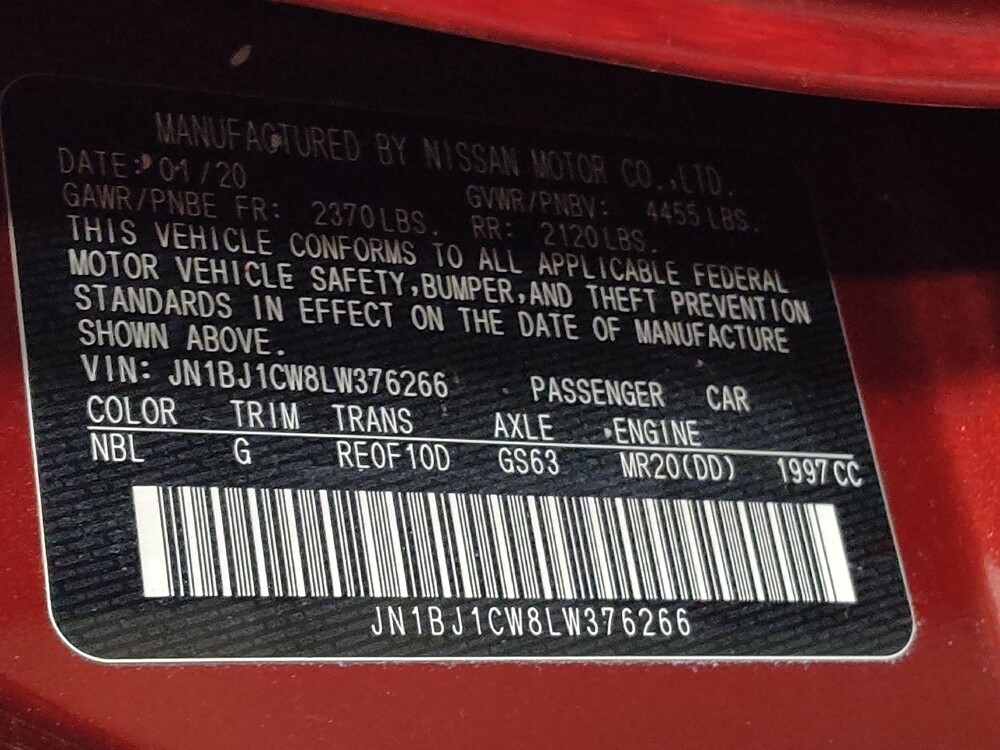 MANUFACTURED BY NISSAN MOTOR CO.,LTD.
DATE: 01/20
GAWR/PNBE FR: 2370LBS. GVWR/PNBV: 4455LBS.
RR: 2120LBS.
THIS VEHICLE CONFORMS TO ALL APPLICABLE FEDERAL
MOTOR VEHICLE SAFETY,BUMPER,AND THEFT PREVENTION
STANDARDS IN EFFECT ON THE DATE OF MANUFACTURE
SHOWN ABOVE.
VIN: JN1BJ1CW8LW376266 PASSENGER CAR
COLOR TRIM TRANS AXLE ENGINE
NBL G RE0F10D GS63 MR20(DD) 1997CC
JN1BJ1CW8LW376266